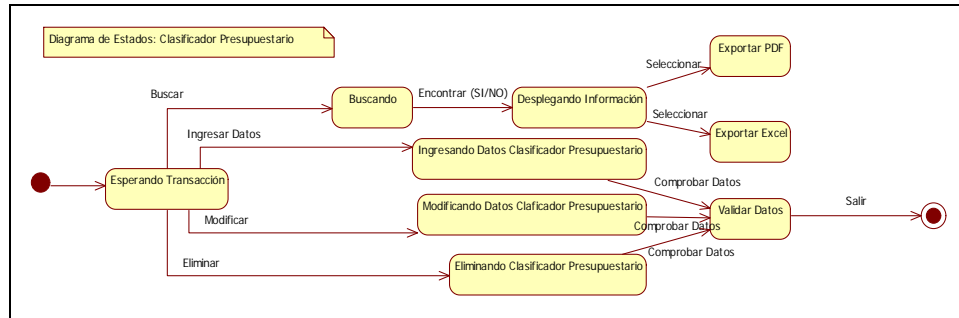 Diagrama de Estados: Clasificador Presupuestario
Exportar PDF
Seleccionar
Buscar
Buscando
Encontrar (SI/NO)
Desplegando Información
Seleccionar
Exportar Excel
Ingresar Datos
Ingresando Datos Clasificador Presupuestario
Esperando Transacción
Comprobar Datos
Modificar
Modificando Datos Claficador Presupuestario
Validar Datos
Salir
Comprobar Datos
Comprobar Datos
Eliminar
Eliminando Clasificador Presupuestario